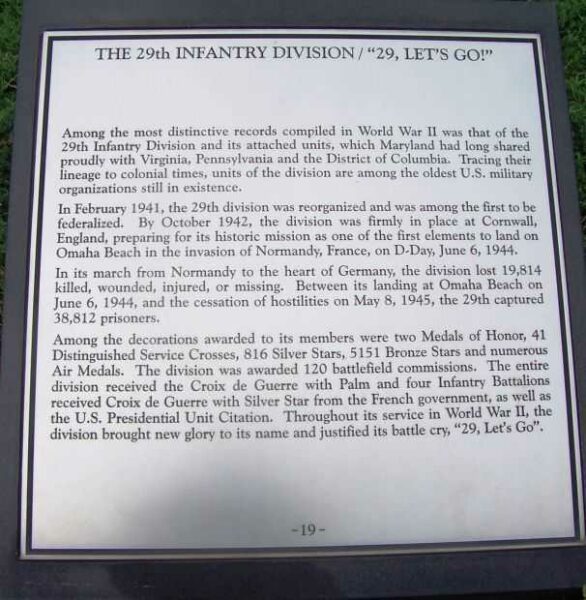 THE 29th INFANTRY DIVISION / "29, LET'S GO!"
Among the most distinctive records compiled in World War II was that of the
29th Infantry Division and its attached units, which Maryland had long shared
proudly with Virginia, Pennsylvania and the District of Columbia. Tracing their
lineage to colonial times, units of the division are among the oldest U.S. military
organizations still in existence.
In February 1941, the 29th division was reorganized and was among the first to be
federalized. By October 1942, the division was firmly in place at Cornwall,
England, preparing for its historic mission as one of the first elements to land on
Omaha Beach in the invasion of Normandy, France, on D-Day, June 6, 1944.
In its march from Normandy to the heart of Germany, the division lost 19,814
killed, wounded, injured, or missing. Between its landing at Omaha Beach on
June 6, 1944, and the cessation of hostilities on May 8, 1945, the 29th captured
38,812 prisoners.
Among the decorations awarded to its members were two Medals of Honor, 41
Distinguished Service Crosses, 816 Silver Stars, 5151 Bronze Stars and numerous
Air Medals. The division was awarded 120 battlefield commissions. The entire
division received the Croix de Guerre with Palm and four Infantry Battalions
received Croix de Guerre with Silver Star from the French government, as well as
the U.S. Presidential Unit Citation. Throughout its service in World War II, the
division brought new glory to its name and justified its battle cry, "29, Let's Go".
-19-